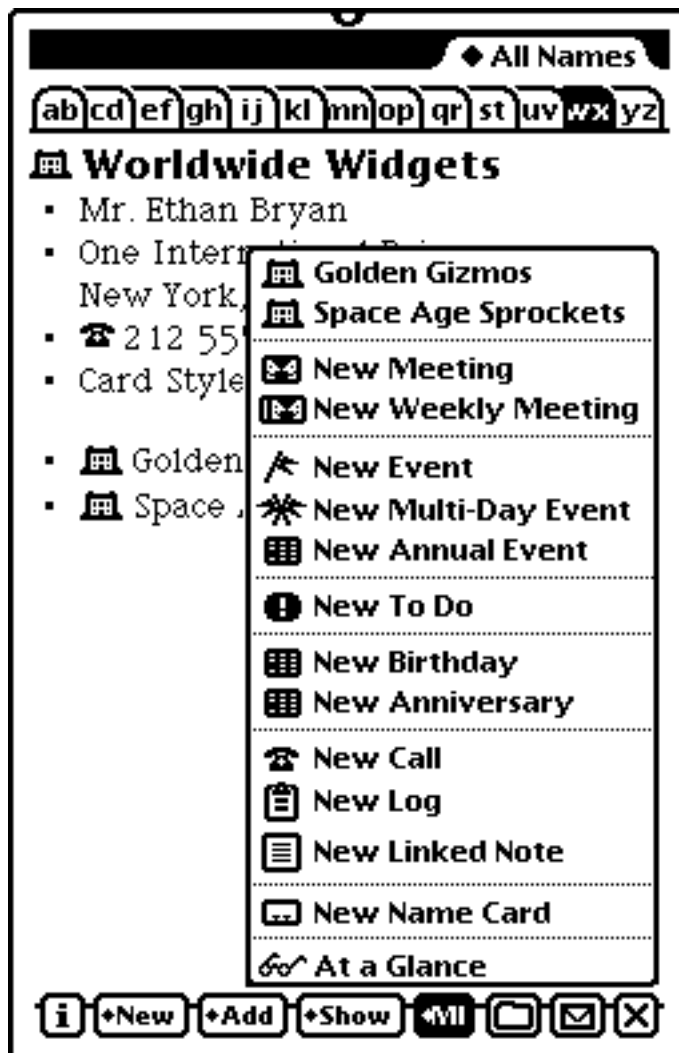 All Names
ab cd ef gh ij kl mn op qr st uv wx yz
Worldwide Widgets
Mr. Ethan Bryan
One
New York,
212 55
Card Style
Golden
Space
Golden Gizmos
Space Age Sprockets
New Meeting
New Weekly Meeting
New Event
New Multi-Day Event
New Annual Event
New To Do
New Birthday
New Anniversary
New Call
New Log
New Linked Note
New Name Card
At a Glance
i New Add Show MI